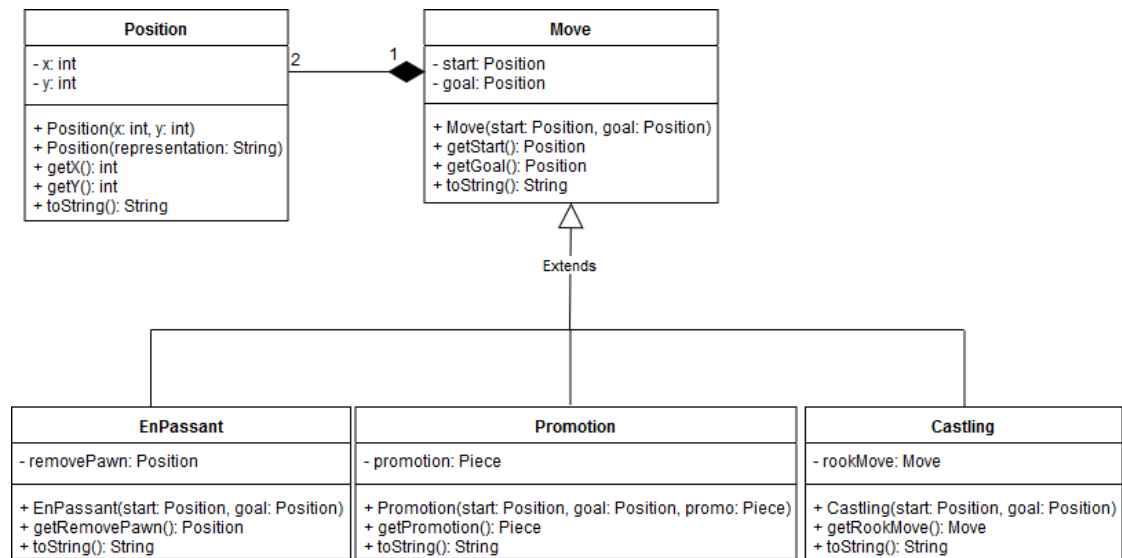 Position
- x: int
- y: int
+ Position(x: int, y: int)
+ Position(representation: String)
+ getX(): int
+ getY(): int
+ toString(): String
2
1
Move
- start: Position
- goal: Position
+ Move(start: Position, goal: Position)
+ getStart(): Position
+ getGoal(): Position
+ toString(): String
Extends
EnPassant
- removePawn: Position
+ EnPassant(start: Position, goal: Position)
+ getRemovePawn(): Position
+ toString(): String
Promotion
- promotion: Piece
+ Promotion(start: Position, goal: Position, promo: Piece)
+ getPromotion(): Piece
+ toString(): String
Castling
- rookMove: Move
+ Castling(start: Position, goal: Position)
+ getRookMove(): Move
+ toString(): String